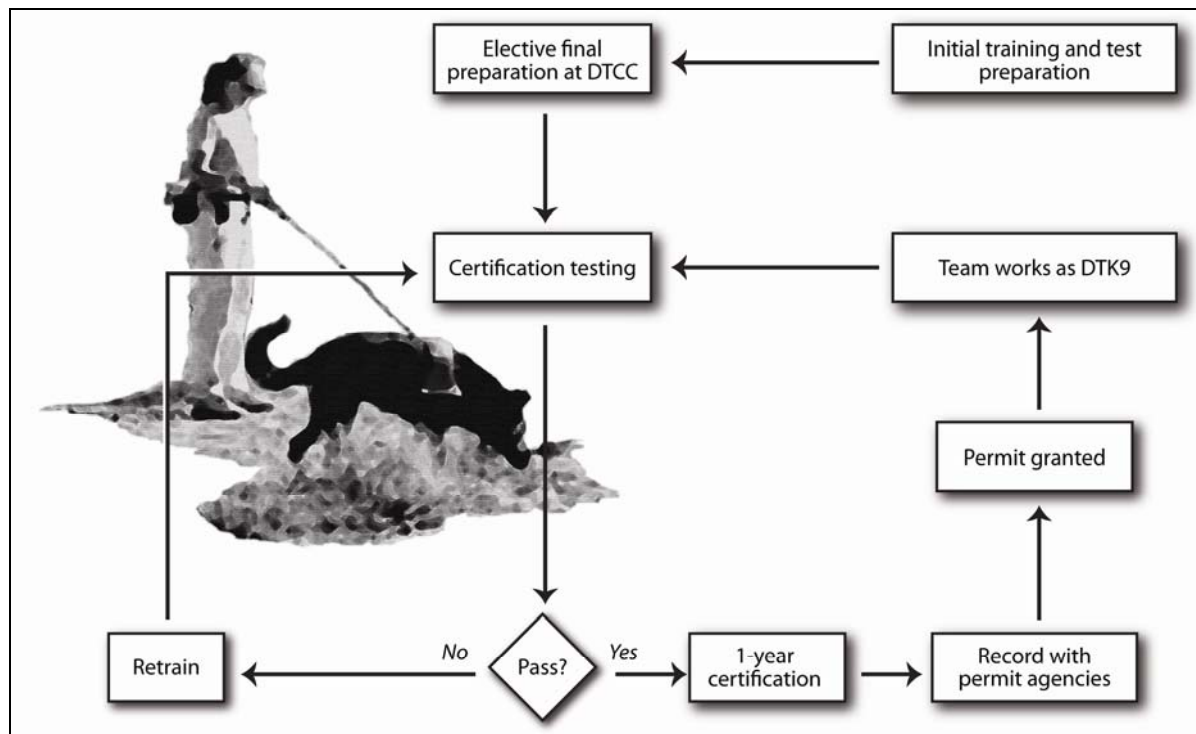 Elective final
preparation at DTCC
Initial training and test
preparation
Certification testing
Team works as DTK9
Permit granted
Retrain
No
Pass?
Yes
1-year
certification
Record with
permit agencies